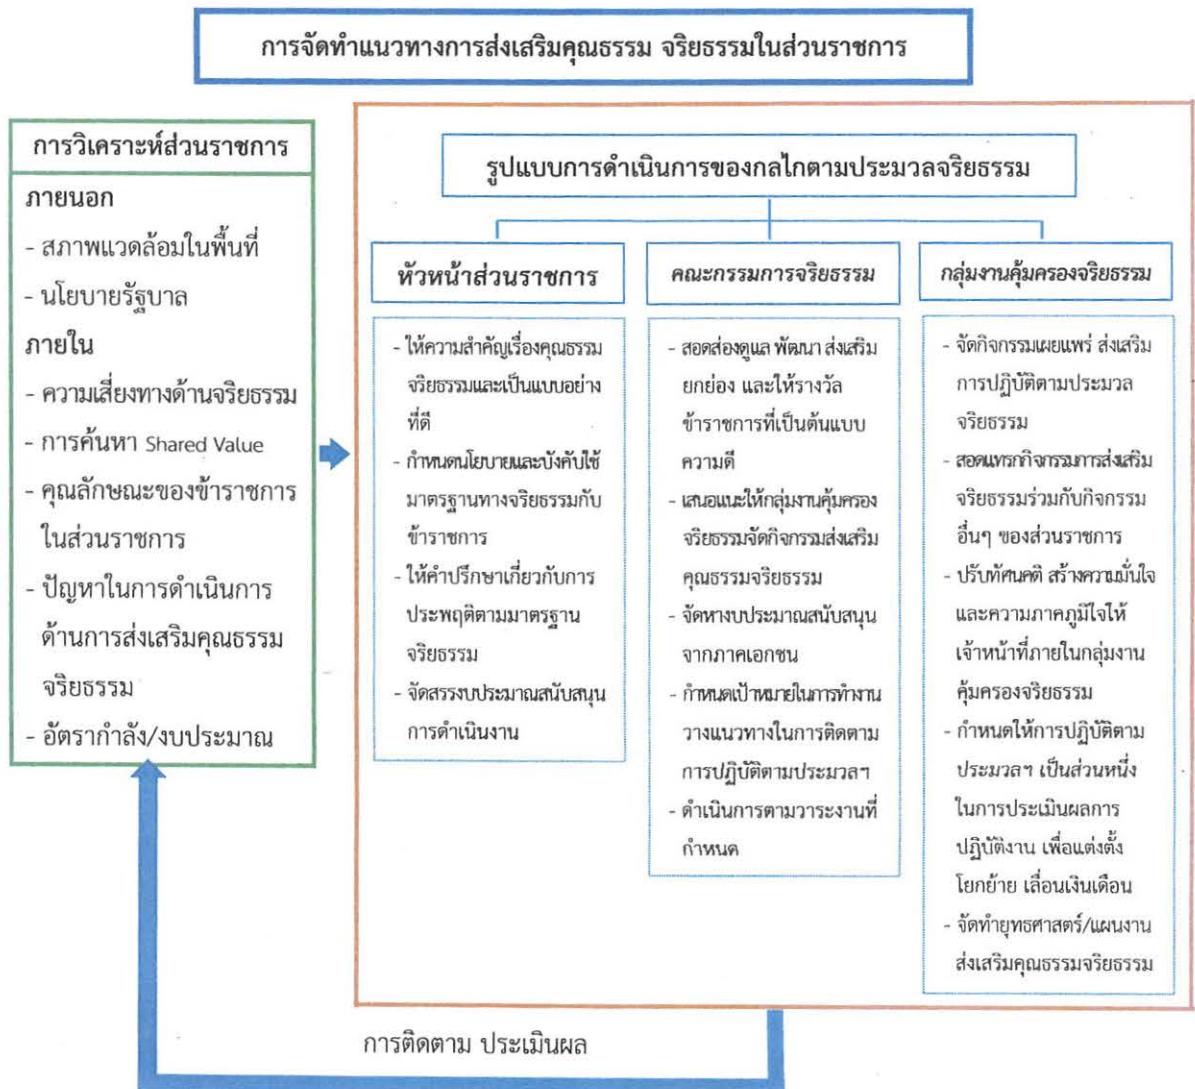 การจัดทำแนวทางการส่งเสริมคุณธรรม จริยธรรมในส่วนราชการ
การวิเคราะห์ส่วนราชการ
ภายนอก
- สภาพแวดล้อมในพื้นที่
- นโยบายรัฐบาล
ภายใน
- ความเสี่ยงทางด้านจริยธรรม
- การค้นหา Shared Value
- คุณลักษณะของข้าราชการ
ในส่วนราชการ
- ปัญหาในการดำเนินการ
ด้านการส่งเสริมคุณธรรม
จริยธรรม
- อัตรากำลัง/งบประมาณ
รูปแบบการดำเนินการของกลไกตามประมวลจริยธรรม
หัวหน้าส่วนราชการ
- ให้ความสำคัญเรื่องคุณธรรม
จริยธรรมและเป็นแบบอย่าง
ที่ดี
- กำหนดนโยบายและบังคับใช้
มาตรฐานทางจริยธรรมกับ
ข้าราชการ
- ให้คำปรึกษาเกี่ยวกับการ
ประพฤติตามมาตรฐาน
จริยธรรม
- จัดสรรงบประมาณสนับสนุน
การดำเนินงาน
คณะกรรมการจริยธรรม
- สอดส่องดูแล พัฒนา ส่งเสริม
ยกย่อง และให้รางวัล
ข้าราชการที่เป็นต้นแบบ
ความดี
- เสนอแนะให้กลุ่มงานคุ้มครอง
จริยธรรมจัดกิจกรรมส่งเสริม
คุณธรรมจริยธรรม
- จัดหางบประมาณสนับสนุน
จากภาคเอกชน
- กำหนดเป้าหมายในการทำงาน
วางแนวทางในการติดตาม
การปฏิบัติตามประมวลฯ
- ดำเนินการตามวาระงานที่
กำหนด
กลุ่มงานคุ้มครองจริยธรรม
- จัดกิจกรรมเผยแพร่ ส่งเสริม
การปฏิบัติตามประมวล
จริยธรรม
- สอดแทรกกิจกรรมการส่งเสริม
จริยธรรมร่วมกับกิจกรรม
อื่นๆ ของส่วนราชการ
- ปรับทัศนคติ สร้างความมั่นใจ
และความภาคภูมิใจให้
เจ้าหน้าที่ภายในกลุ่มงาน
คุ้มครองจริยธรรม
- กำหนดให้การปฏิบัติตาม
ประมวลฯ เป็นส่วนหนึ่ง
ในการประเมินผลการ
ปฏิบัติงาน เพื่อแต่งตั้ง
โยกย้าย เลื่อนเงินเดือน
- จัดทำยุทธศาสตร์/แผนงาน
ส่งเสริมคุณธรรมจริยธรรม
การติดตาม ประเมินผล